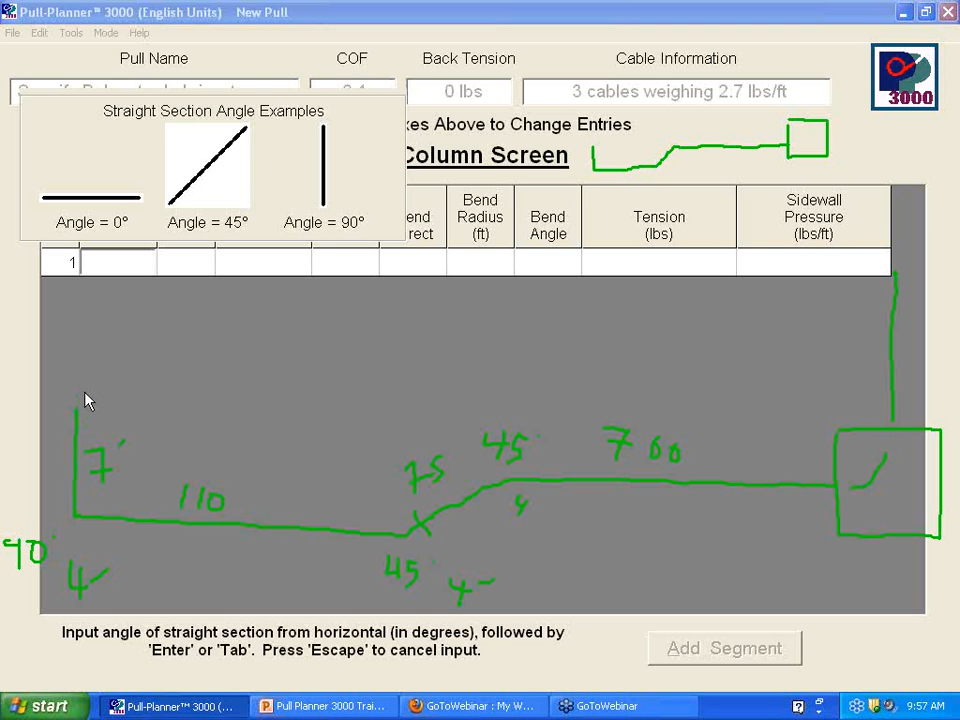 Pull-Planner™ 3000 (English Units) - New Pull
File Edit Tools Mode Help
Pull Name COF Back Tension Cable Information
0 lbs 3 cables weighing 2.7 lbs/ft
3000
Straight Section Angle Examples
Angle = 0° Angle = 45° Angle = 90°
xes Above to Change Entries
Column Screen
Bend Radius (ft)
Bend Angle
Tension (lbs)
Sidewall Pressure (lbs/ft)
1
7'
110
75
45°
760
90°
4
45°
4
Input angle of straight section from horizontal (in degrees), followed by
'Enter' or 'Tab'. Press 'Escape' to cancel input.
Add Segment
start Pull-Planner™ 3000 (... Pull Planner 3000 Trai... GoToWebinar : My W... GoToWebinar 9:57 AM